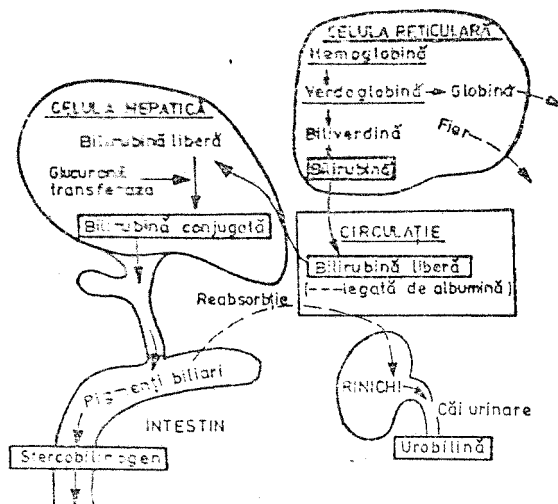 CELULA RETICULARĂ
Hemoglobină
Verdoglobină
Globină
Biliverdină
Fier
Bilirubină
CELULA HEPATICĂ
Bilirubină liberă
Glucuronil
transferaza
Bilirubină conjugată
CIRCULAȚIE
Bilirubină liberă
(---legată de albumină)
Reabsorbție
Pigmenți biliari
INTESTIN
Stercobilinogen
RINICHI
Căi urinare
Urobilină